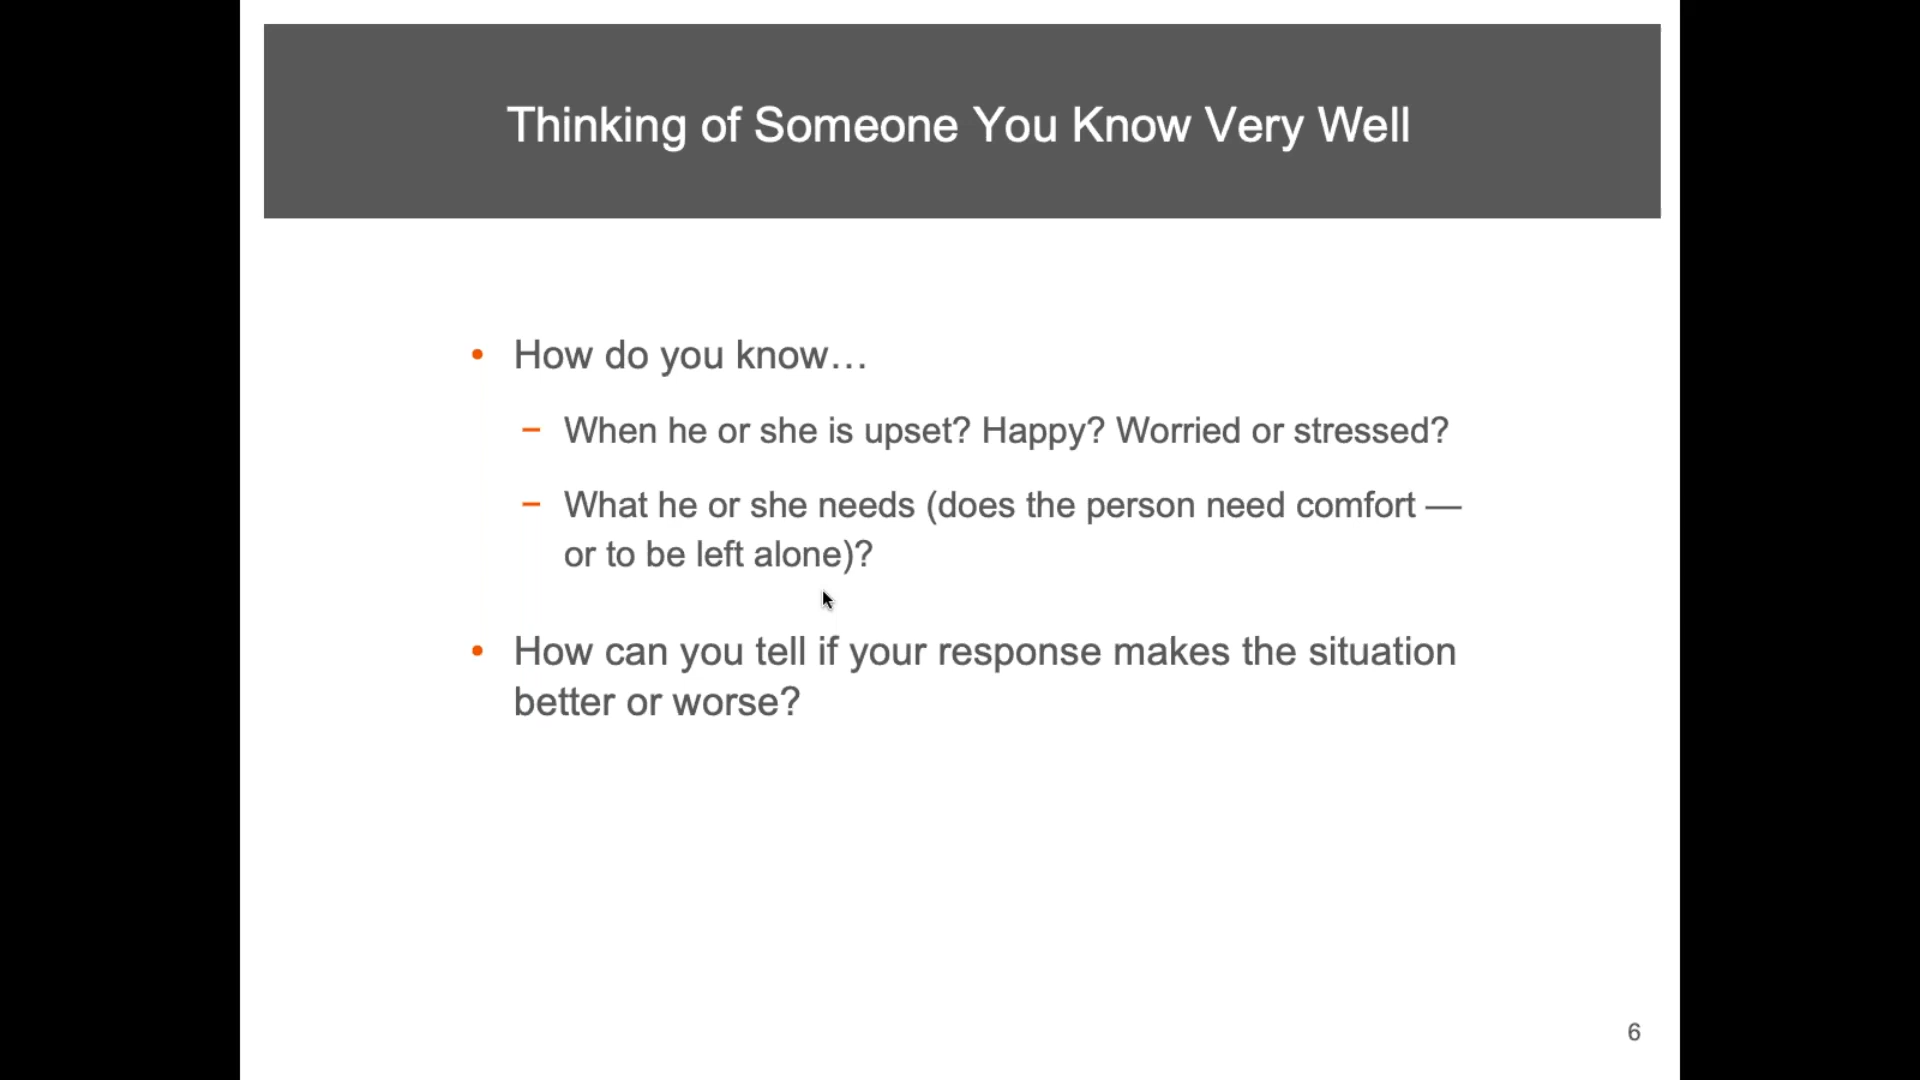 Thinking of Someone You Know Very Well
• How do you know…
– When he or she is upset? Happy? Worried or stressed?
– What he or she needs (does the person need comfort —
or to be left alone)?
• How can you tell if your response makes the situation
better or worse?
6